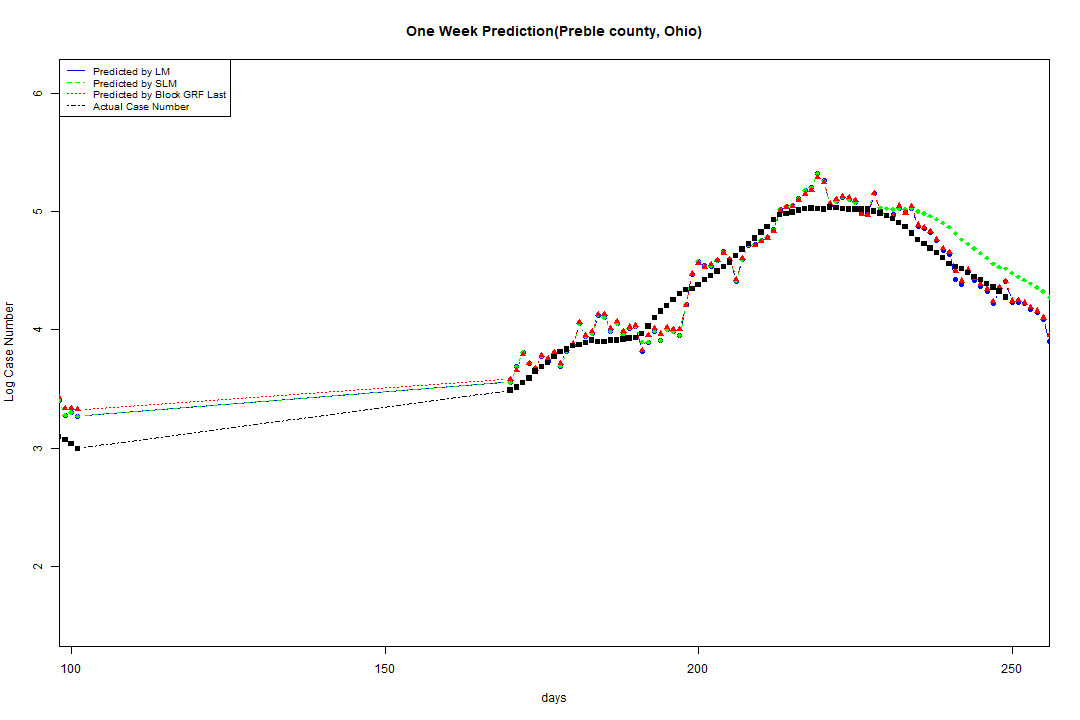 One Week Prediction(Preble county, Ohio)
Predicted by LM
Predicted by SLM
Predicted by Block GRF Last
Actual Case Number
6
5
4
3
2
Log Case Number
100 150 200 250
days